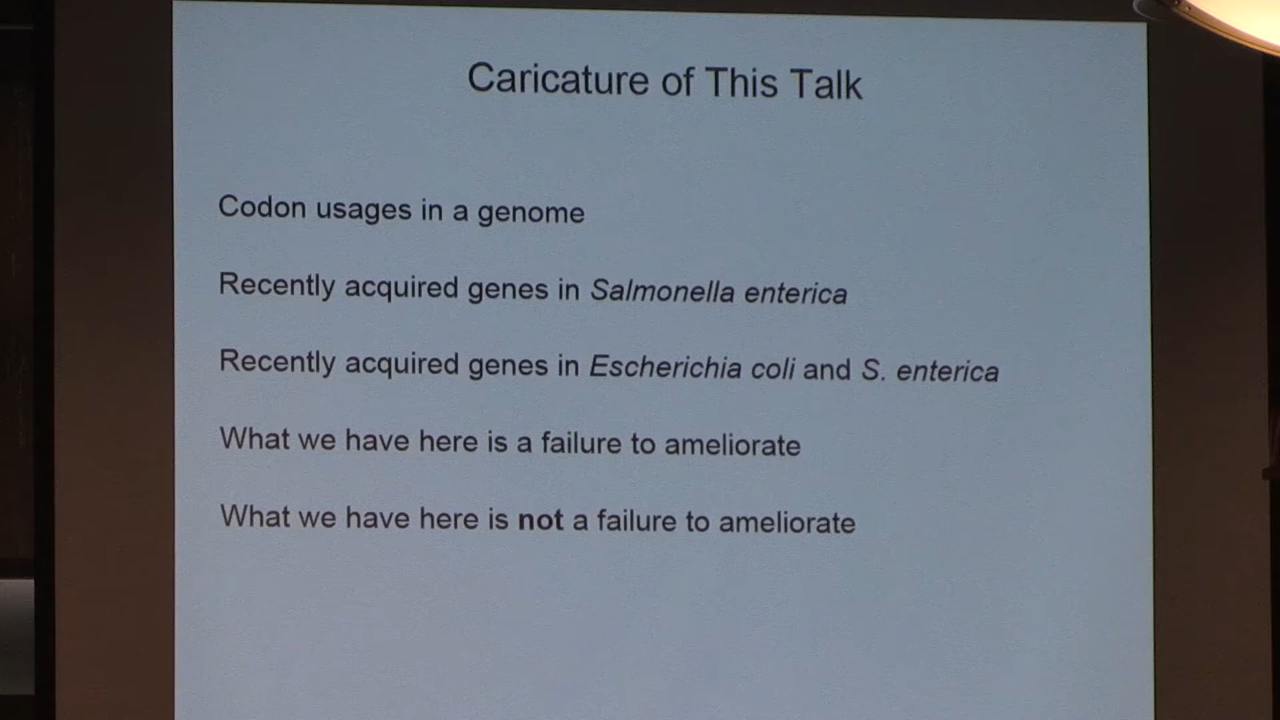 Caricature of This Talk
Codon usages in a genome
Recently acquired genes in Salmonella enterica
Recently acquired genes in Escherichia coli and S. enterica
What we have here is a failure to ameliorate
What we have here is not a failure to ameliorate